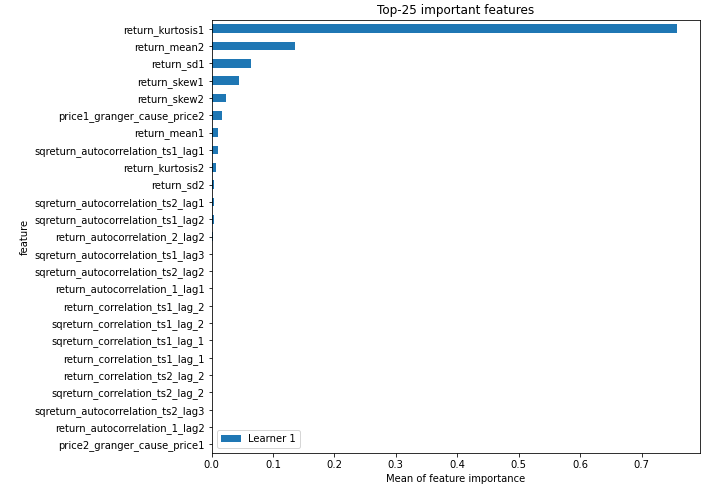 Top-25 important features
return_kurtosis1
return_mean2
return_sd1
return_skew1
return_skew2
price1_granger_cause_price2
return_mean1
sqreturn_autocorrelation_ts1_lag1
return_kurtosis2
return_sd2
sqreturn_autocorrelation_ts2_lag1
sqreturn_autocorrelation_ts1_lag2
return_autocorrelation_2_lag2
sqreturn_autocorrelation_ts1_lag3
sqreturn_autocorrelation_ts2_lag2
return_autocorrelation_1_lag1
return_correlation_ts1_lag_2
sqreturn_correlation_ts1_lag_2
sqreturn_correlation_ts1_lag_1
return_correlation_ts1_lag_1
return_correlation_ts2_lag_2
sqreturn_correlation_ts2_lag_2
sqreturn_autocorrelation_ts2_lag3
return_autocorrelation_1_lag2
price2_granger_cause_price1
feature
Learner 1
0.0 0.1 0.2 0.3 0.4 0.5 0.6 0.7
Mean of feature importance